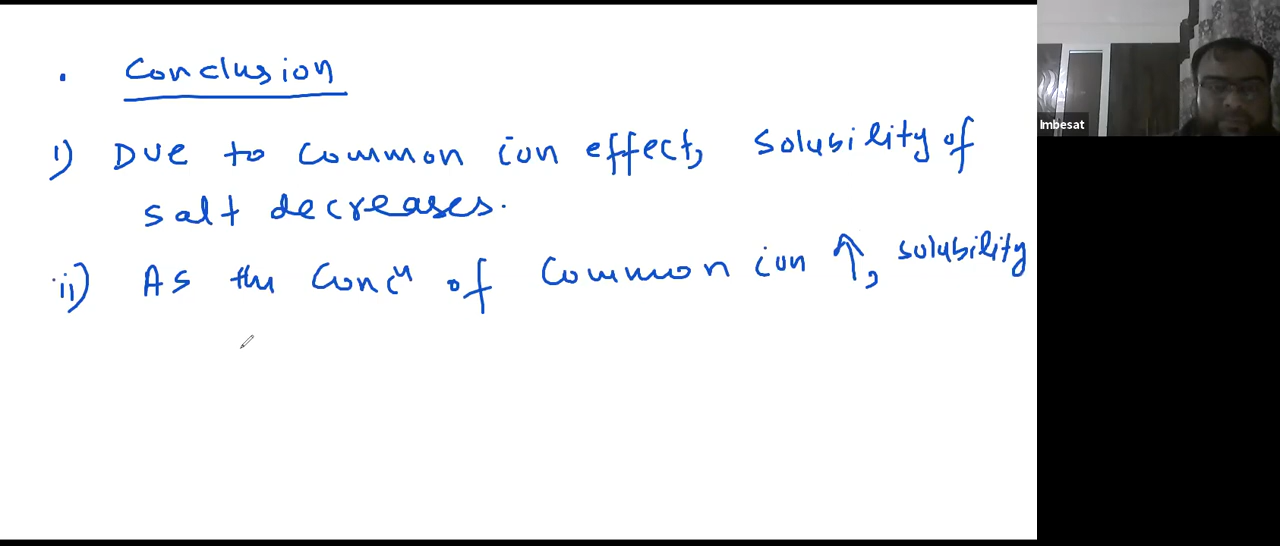 . Conclusion
i) Due to common ion effect, solubility of
salt decreases.
ii) As the Concn of common ion ↑, solubility
Imbesat